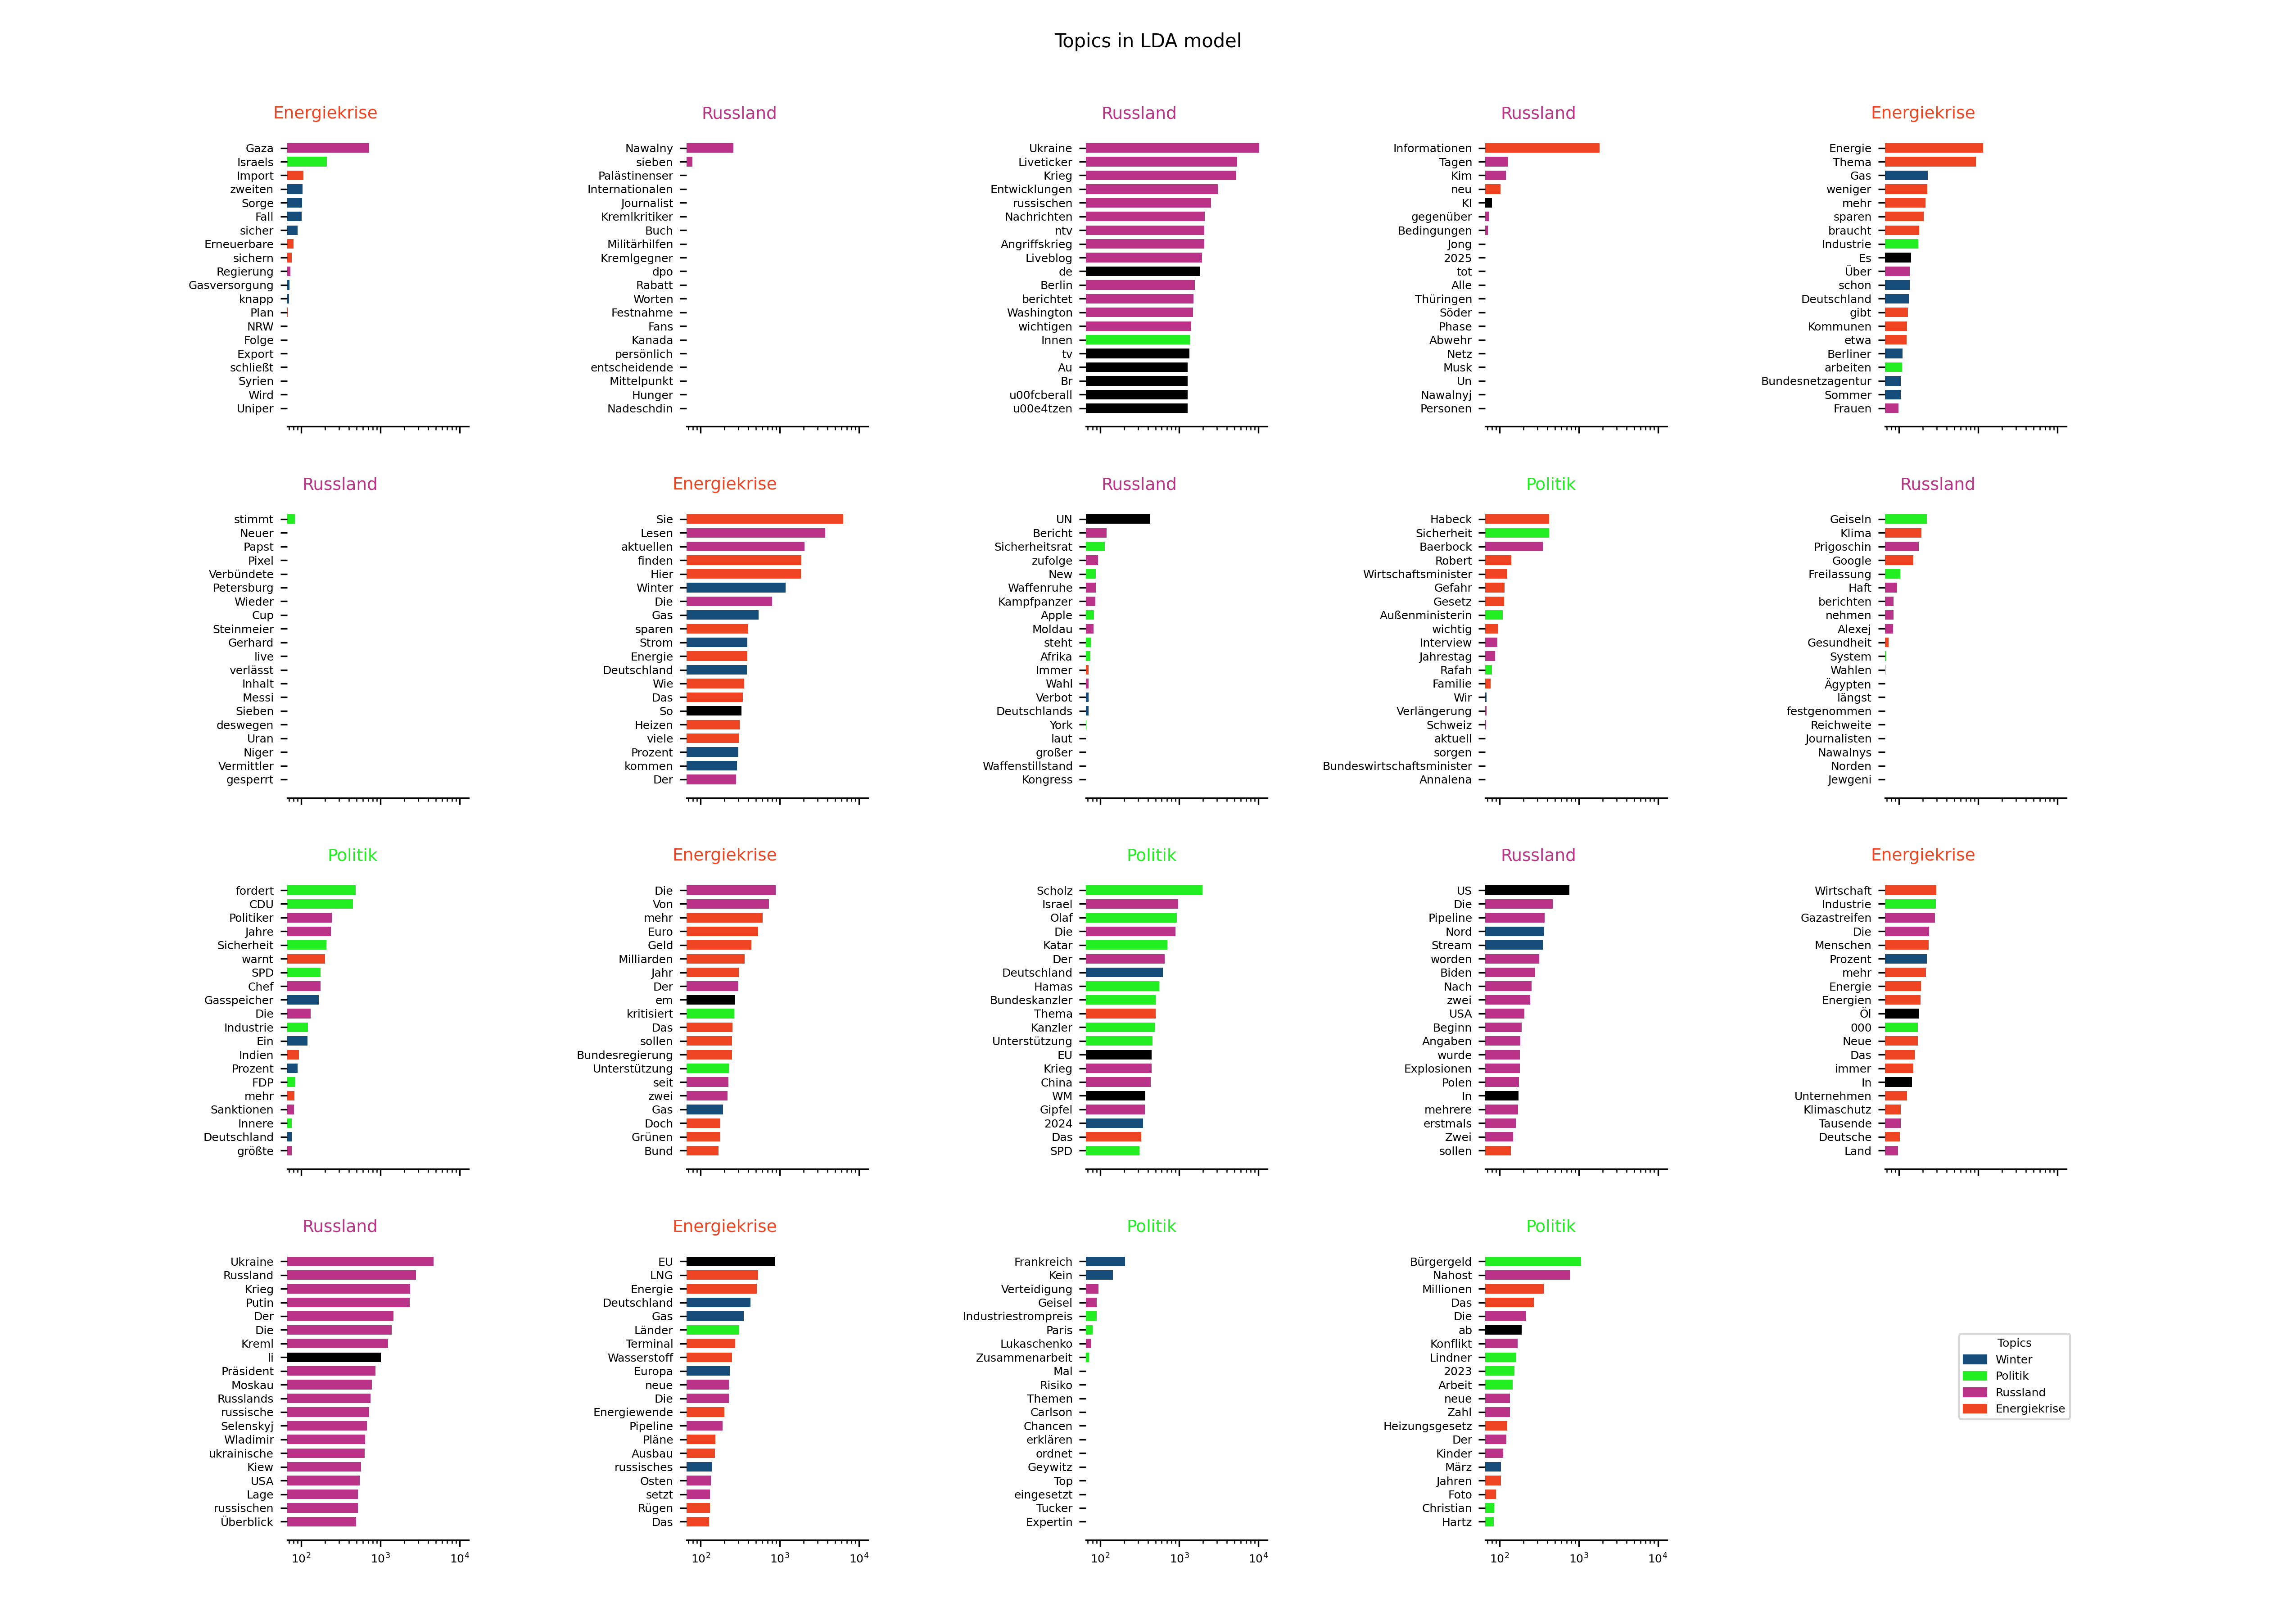 Topics in LDA model
Energiekrise
Gaza
Israels
Import
zweiten
Sorge
Fall
sicher
Erneuerbare
sichern
Regierung
Gasversorgung
knapp
Plan
NRW
Folge
Export
schließt
Syrien
Wird
Uniper
Russland
Nawalny
sieben
Palästinenser
Internationalen
Journalist
Kremlkritiker
Buch
Militärhilfen
Kremlgegner
dpo
Rabatt
Worten
Festnahme
Fans
Kanada
persönlich
entscheidende
Mittelpunkt
Hunger
Nadeschdin
Russland
Ukraine
Liveticker
Krieg
Entwicklungen
russischen
Nachrichten
ntv
Angriffskrieg
Liveblog
de
Berlin
berichtet
Washington
wichtigen
Innen
tv
Au
Br
u00fcberall
u00e4tzen
Russland
Informationen
Tagen
Kim
neu
KI
gegenüber
Bedingungen
Jong
2025
tot
Alle
Thüringen
Söder
Phase
Abwehr
Netz
Musk
Un
Nawalnyj
Personen
Energiekrise
Energie
Thema
Gas
weniger
mehr
sparen
braucht
Industrie
Es
Über
schon
Deutschland
gibt
Kommunen
etwa
Berliner
arbeiten
Bundesnetzagentur
Sommer
Frauen
Russland
stimmt
Neuer
Papst
Pixel
Verbündete
Petersburg
Wieder
Cup
Steinmeier
Gerhard
live
verlässt
Inhalt
Messi
Sieben
deswegen
Uran
Niger
Vermittler
gesperrt
Energiekrise
Sie
Lesen
aktuellen
finden
Hier
Winter
Die
Gas
sparen
Strom
Energie
Deutschland
Wie
Das
So
Heizen
viele
Prozent
kommen
Der
Russland
UN
Bericht
Sicherheitsrat
zufolge
New
Waffenruhe
Kampfpanzer
Apple
Moldau
steht
Afrika
Immer
Wahl
Verbot
Deutschlands
York
laut
großer
Waffenstillstand
Kongress
Politik
Habeck
Sicherheit
Baerbock
Robert
Wirtschaftsminister
Gefahr
Gesetz
Außenministerin
wichtig
Interview
Jahrestag
Rafah
Familie
Wir
Verlängerung
Schweiz
aktuell
sorgen
Bundeswirtschaftsminister
Annalena
Russland
Geiseln
Klima
Prigoschin
Google
Freilassung
Haft
berichten
nehmen
Alexej
Gesundheit
System
Wahlen
Ägypten
längst
festgenommen
Reichweite
Journalisten
Nawalnys
Norden
Jewgeni
Politik
fordert
CDU
Politiker
Jahre
Sicherheit
warnt
SPD
Chef
Gasspeicher
Die
Industrie
Ein
Indien
Prozent
FDP
mehr
Sanktionen
Innere
Deutschland
größte
Energiekrise
Die
Von
mehr
Euro
Geld
Milliarden
Jahr
Der
em
kritisiert
Das
sollen
Bundesregierung
Unterstützung
seit
zwei
Gas
Doch
Grünen
Bund
Politik
Scholz
Israel
Olaf
Die
Katar
Der
Deutschland
Hamas
Bundeskanzler
Thema
Kanzler
Unterstützung
EU
Krieg
China
WM
Gipfel
2024
Das
SPD
Russland
US
Die
Pipeline
Nord
Stream
worden
Biden
Nach
zwei
USA
Beginn
Angaben
wurde
Explosionen
Polen
In
mehrere
erstmals
Zwei
sollen
Energiekrise
Wirtschaft
Industrie
Gazastreifen
Die
Menschen
Prozent
mehr
Energie
Energien
Öl
000
Neue
Das
immer
In
Unternehmen
Klimaschutz
Tausende
Deutsche
Land
Russland
Ukraine
Russland
Krieg
Putin
Der
Die
Kreml
li
Präsident
Moskau
Russlands
russische
Selenskyj
Wladimir
ukrainische
Kiew
USA
Lage
russischen
Überblick
10² 10³ 10⁴
Energiekrise
EU
LNG
Energie
Deutschland
Gas
Länder
Terminal
Wasserstoff
Europa
neue
Die
Energiewende
Pipeline
Pläne
Ausbau
russisches
Osten
setzt
Rügen
Das
10² 10³ 10⁴
Politik
Frankreich
Kein
Verteidigung
Geisel
Industriestrompreis
Paris
Lukaschenko
Zusammenarbeit
Mal
Risiko
Themen
Carlson
Chancen
erklären
ordnet
Geywitz
Top
eingesetzt
Tucker
Expertin
10² 10³ 10⁴
Politik
Bürgergeld
Nahost
Millionen
Das
Die
ab
Konflikt
Lindner
2023
Arbeit
neue
Zahl
Heizungsgesetz
Der
Kinder
März
Jahren
Foto
Christian
Hartz
10² 10³ 10⁴
Topics
Winter
Politik
Russland
Energiekrise